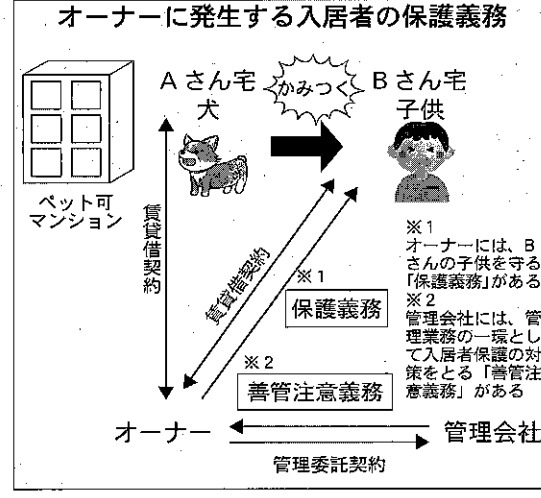 オーナーに発生する入居者の保護義務
Aさん宅
犬
かみつく
Bさん宅
子供
ペット可
マンション
賃貸借契約
賃貸借契約
※1
保護義務
※2
善管注意義務
※1
オーナーには、B
さんの子供を守る
「保護義務」がある
※2
管理会社には、管
理業務の一環とし
て入居者保護の対
策をとる「善管注
意義務」がある
オーナー
管理会社
管理委託契約